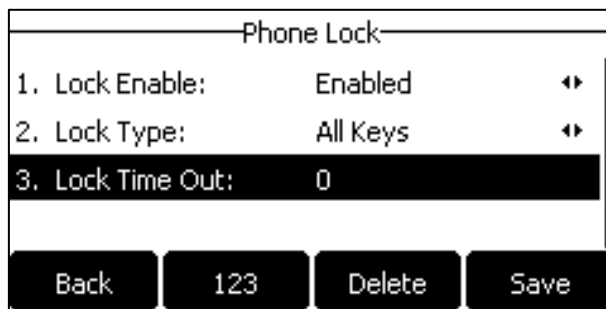 Phone Lock
1. Lock Enable: Enabled
2. Lock Type: All Keys
3. Lock Time Out: 0
Back 123 Delete Save